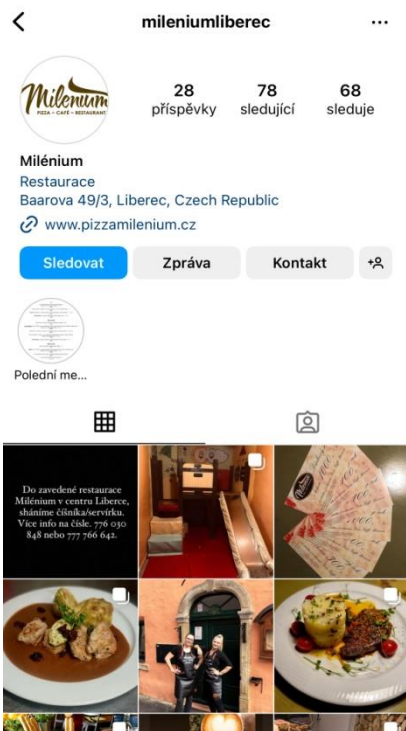 mileniumliberec
Milenium
PIZZA – CAFÉ – RESTAURANT
28
příspěvky
78
sledující
68
sleduje
Milénium
Restaurace
Baarova 49/3, Liberec, Czech Republic
www.pizzamilenium.cz
Sledovat
Zpráva
Kontakt
Polední me...
Do zavedené restaurace
Milénium v centru Liberce,
sháníme číšníka/servírku.
Více info na čísle. 776 030
848 nebo 777 766 642.